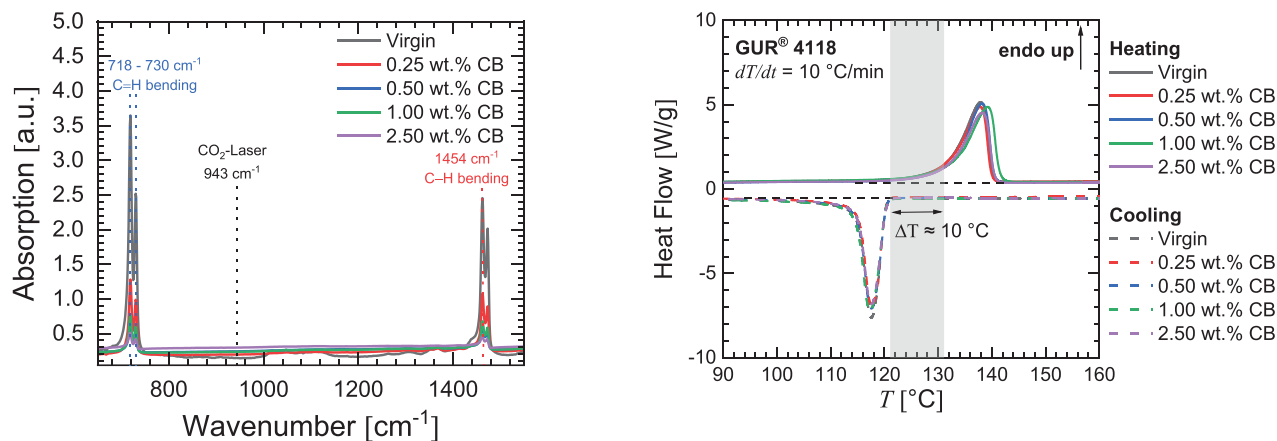 5.0
4.5
4.0
3.5
3.0
2.5
2.0
1.5
1.0
0.5
Absorption [a.u.]
718 - 730 cm⁻¹
C=H bending
Virgin
0.25 wt.% CB
0.50 wt.% CB
1.00 wt.% CB
2.50 wt.% CB
CO₂-Laser
943 cm⁻¹
1454 cm⁻¹
C–H bending
800 1000 1200 1400
Wavenumber [cm⁻¹]
10
5
0
-5
-10
Heat Flow [W/g]
GUR® 4118
dT/dt = 10 °C/min
endo up
ΔT ≈ 10 °C
90 100 110 120 130 140 150 160
T [°C]
Heating
Virgin
0.25 wt.% CB
0.50 wt.% CB
1.00 wt.% CB
2.50 wt.% CB
Cooling
Virgin
0.25 wt.% CB
0.50 wt.% CB
1.00 wt.% CB
2.50 wt.% CB